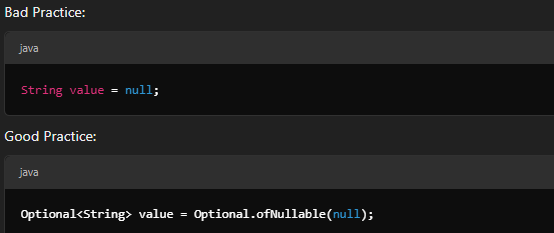 Bad Practice:
java
String value = null;
Good Practice:
java
Optional<String> value = Optional.ofNullable(null);